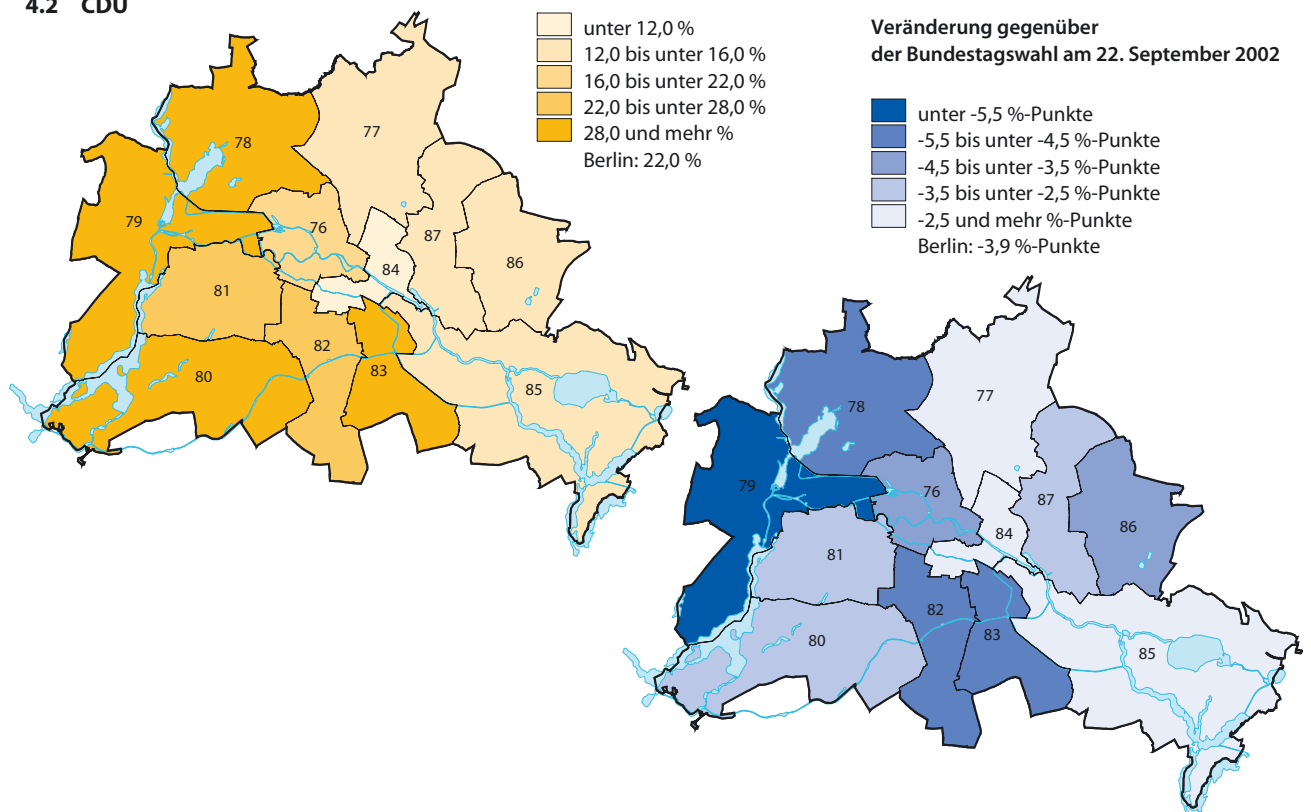 4.2 CDU
unter 12,0 %
12,0 bis unter 16,0 %
16,0 bis unter 22,0 %
22,0 bis unter 28,0 %
28,0 und mehr %
Berlin: 22,0 %
77
78
79
76
87
86
84
81
82
83
80
85
Veränderung gegenüber
der Bundestagswahl am 22. September 2002
unter -5,5 %-Punkte
-5,5 bis unter -4,5 %-Punkte
-4,5 bis unter -3,5 %-Punkte
-3,5 bis unter -2,5 %-Punkte
-2,5 und mehr %-Punkte
Berlin: -3,9 %-Punkte
77
78
79
76
87
86
84
81
82
83
80
85